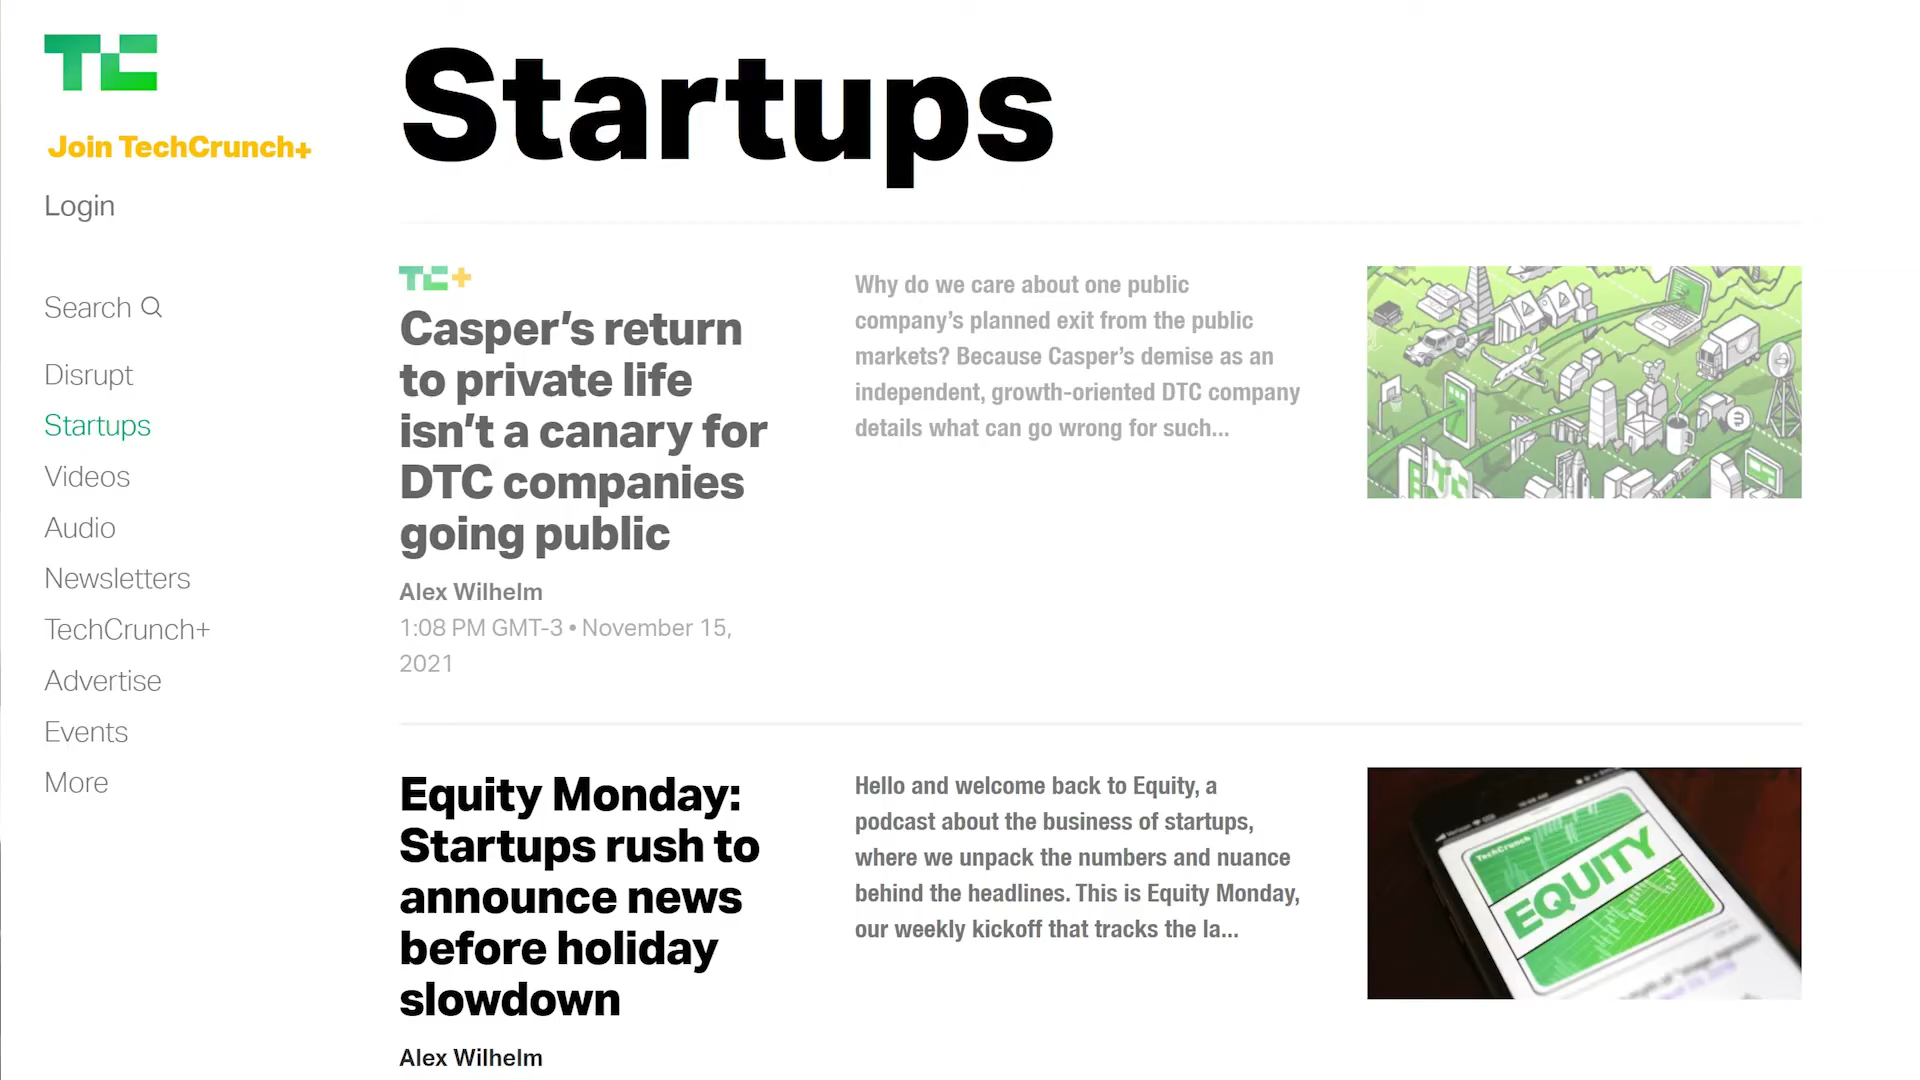 TC
Join TechCrunch+
Login
Search
Disrupt
Startups
Videos
Audio
Newsletters
TechCrunch+
Advertise
Events
More
Startups
TC+
Casper's return
to private life
isn't a canary for
DTC companies
going public
Alex Wilhelm
1:08 PM GMT-3 • November 15,
2021
Why do we care about one public
company's planned exit from the public
markets? Because Casper's demise as an
independent, growth-oriented DTC company
details what can go wrong for such...
Equity Monday:
Startups rush to
announce news
before holiday
slowdown
Alex Wilhelm
Hello and welcome back to Equity, a
podcast about the business of startups,
where we unpack the numbers and nuance
behind the headlines. This is Equity Monday,
our weekly kickoff that tracks the la...
TechCrunch
EQUITY